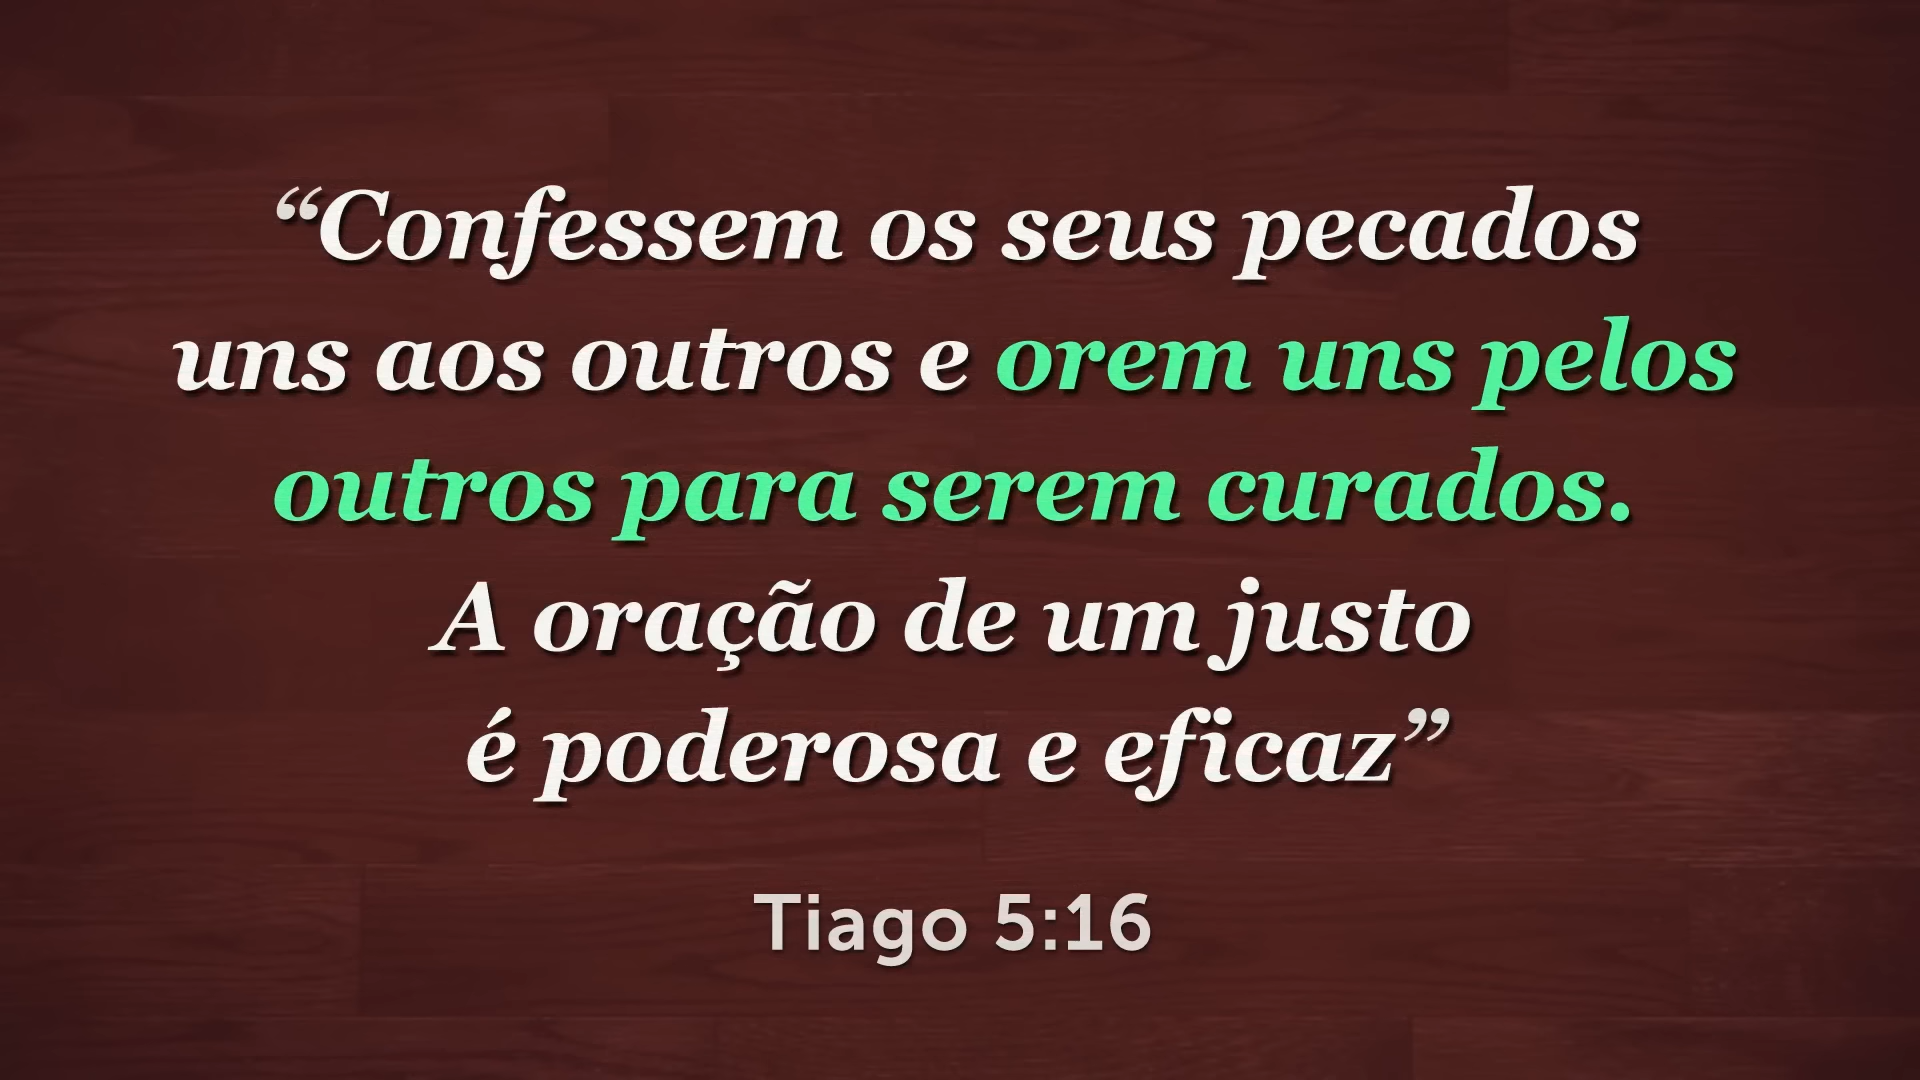 “Confessem os seus pecados
uns aos outros e orem uns pelos
outros para serem curados.
A oração de um justo
é poderosa e eficaz”
Tiago 5:16